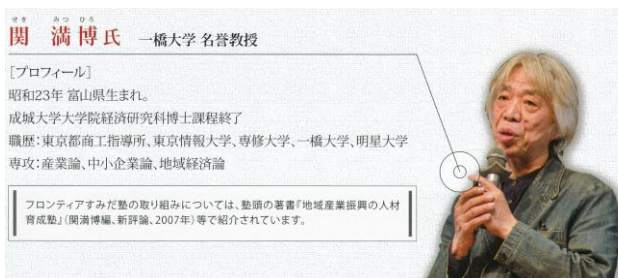 せき みつ ひろ
関 満博氏 一橋大学 名誉教授
［プロフィール］
昭和23年 富山県生まれ。
成城大学大学院経済研究科博士課程終了
職歴：東京都商工指導所、東京情報大学、専修大学、一橋大学、明星大学
専攻：産業論、中小企業論、地域経済論
フロンティアすみだ塾の取り組みについては、塾頭の著書『地域産業振興の人材
育成塾』（関満博編、新評論、2007年）等で紹介されています。